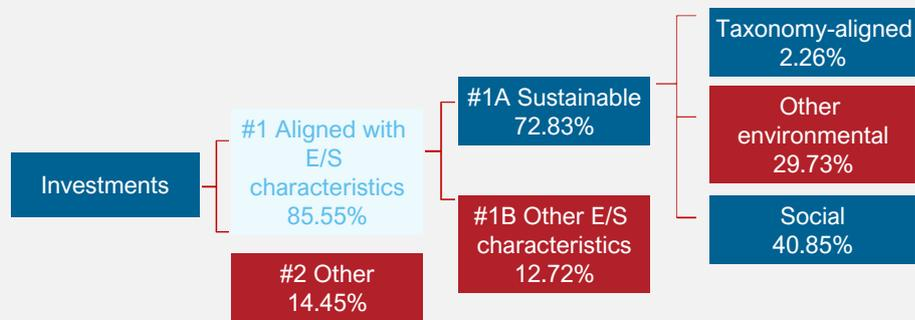 Investments
#1 Aligned with
E/S
characteristics
85.55%
#2 Other
14.45%
#1A Sustainable
72.83%
#1B Other E/S
characteristics
12.72%
Taxonomy-aligned
2.26%
Other
environmental
29.73%
Social
40.85%